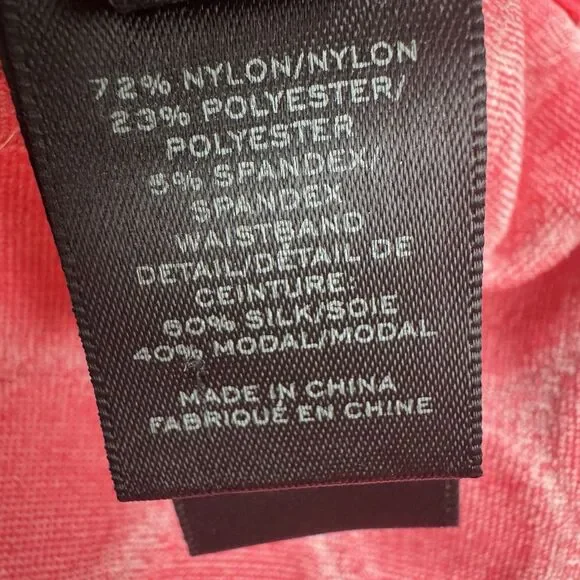 72% NYLON/NYLON
23% POLYESTER/
POLYESTER
5% SPANDEX/
SPANDEX
WAISTBAND
DETAIL/DÉTAIL DE
CEINTURE:
60% SILK/SOIE
40% MODAL/MODAL
MADE IN CHINA
FABRIQUÉ EN CHINE